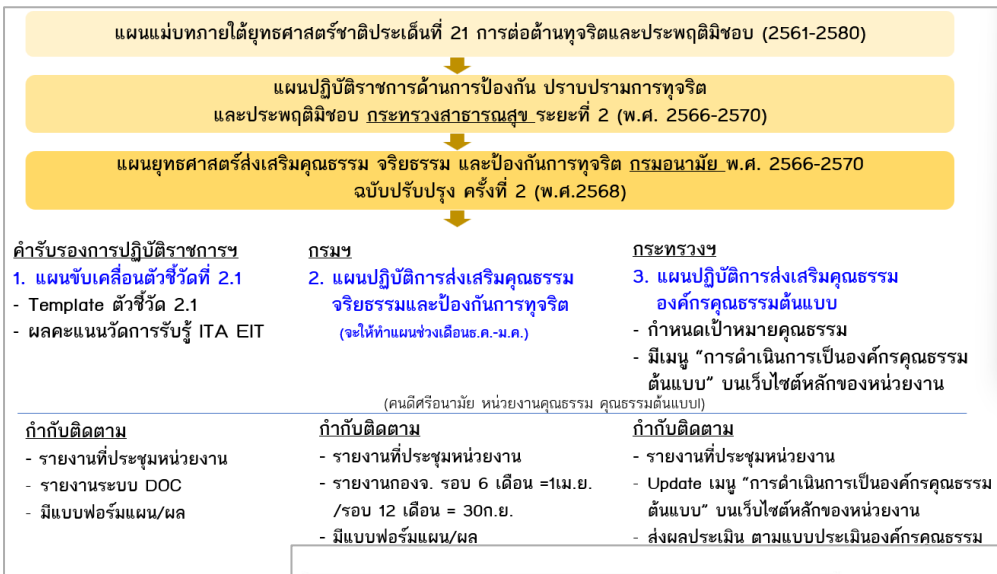 แผนแม่บทภายใต้ยุทธศาสตร์ชาติประเด็นที่ 21 การต่อต้านทุจริตและประพฤติมิชอบ (2561-2580)
แผนปฏิบัติราชการด้านการป้องกัน ปราบปรามการทุจริต
และประพฤติมิชอบ กระทรวงสาธารณสุข ระยะที่ 2 (พ.ศ. 2566-2570)
แผนยุทธศาสตร์ส่งเสริมคุณธรรม จริยธรรม และป้องกันการทุจริต กรมอนามัย พ.ศ. 2566-2570
ฉบับปรับปรุง ครั้งที่ 2 (พ.ศ.2568)
คำรับรองการปฏิบัติราชการฯ
1. แผนขับเคลื่อนตัวชี้วัดที่ 2.1
- Template ตัวชี้วัด 2.1
- ผลคะแนนวัดการรับรู้ ITA EIT
กรมฯ
2. แผนปฏิบัติการส่งเสริมคุณธรรม
จริยธรรมและป้องกันการทุจริต
(จะให้ทำแผนช่วงเดือนธ.ค.-ม.ค.)
กระทรวงฯ
3. แผนปฏิบัติการส่งเสริมคุณธรรม
องค์กรคุณธรรมต้นแบบ
- กำหนดเป้าหมายคุณธรรม
- มีเมนู “การดำเนินการเป็นองค์กรคุณธรรม
ต้นแบบ” บนเว็บไซต์หลักของหน่วยงาน
(คนดีศรีอนามัย หน่วยงานคุณธรรม คุณธรรมต้นแบบ)
กำกับติดตาม
- รายงานที่ประชุมหน่วยงาน
- รายงานระบบ DOC
- มีแบบฟอร์มแผน/ผล
กำกับติดตาม
- รายงานที่ประชุมหน่วยงาน
- รายงานกองจ. รอบ 6 เดือน =1เม.ย.
/รอบ 12 เดือน = 30ก.ย.
- มีแบบฟอร์มแผน/ผล
กำกับติดตาม
- รายงานที่ประชุมหน่วยงาน
- Update เมนู “การดำเนินการเป็นองค์กรคุณธรรม
ต้นแบบ” บนเว็บไซต์หลักของหน่วยงาน
- ส่งผลประเมิน ตามแบบประเมินองค์กรคุณธรรม